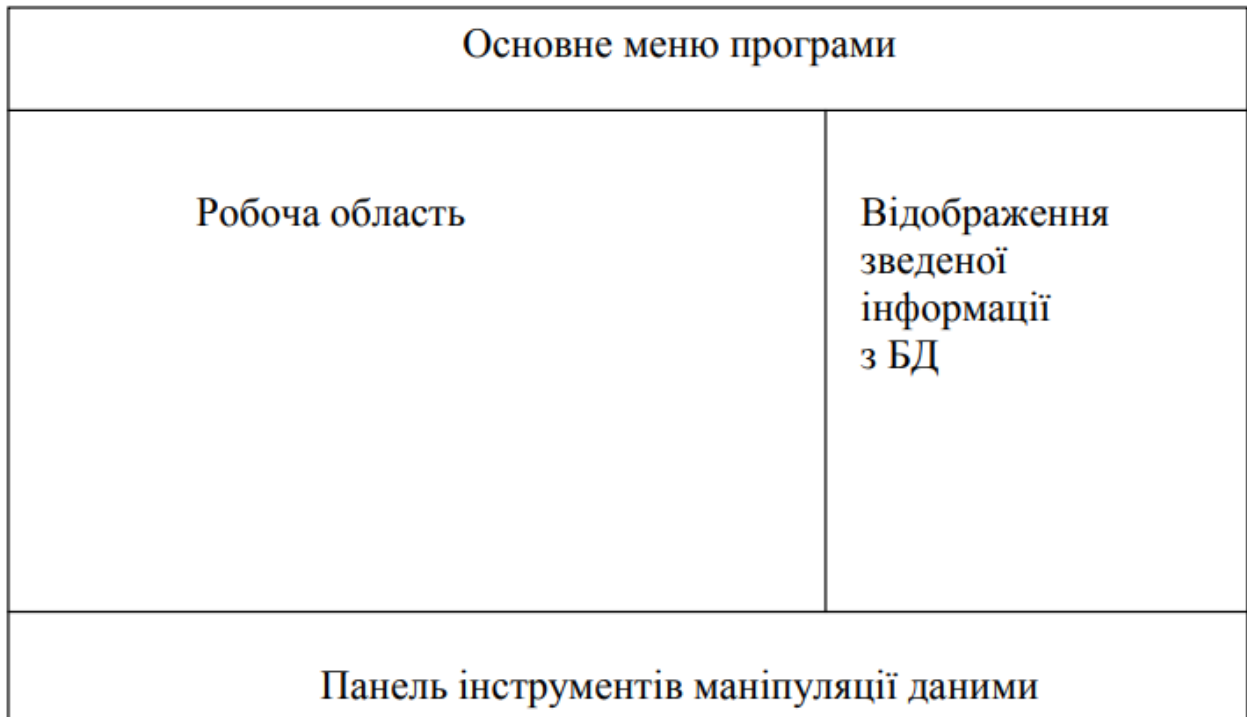 Основне меню програми
Робоча область
Відображення
зведеної
інформації
з БД
Панель інструментів маніпуляції даними